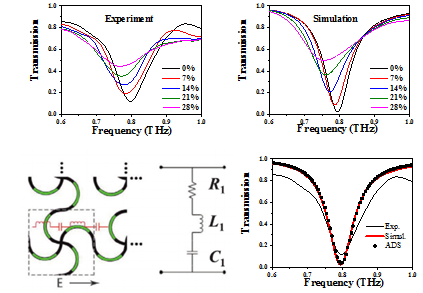 Experiment
Transmission
1.0
0.8
0.6
0.4
0.2
0.0
0%
7%
14%
21%
28%
0.6 0.7 0.8 0.9 1.0
Frequency (THz)
Simulation
Transmission
1.0
0.8
0.6
0.4
0.2
0.0
0%
7%
14%
21%
28%
0.6 0.7 0.8 0.9 1.0
Frequency (THz)
E
R1
L1
C1
Transmission
1.0
0.8
0.6
0.4
0.2
0.0
Exp.
Simul.
ADS
0.6 0.7 0.8 0.9 1.0
Frequency (THz)